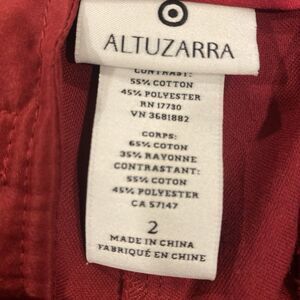 ALTUZARRA
CONTRAST:
55% COTTON
45% POLYESTER
RN 17730
VN 3681882
CORPS:
65% COTON
35% RAYONNE
CONTRASTANT:
55% COTON
45% POLYESTER
CA 57147
2
MADE IN CHINA
FABRIQUÉ EN CHINE